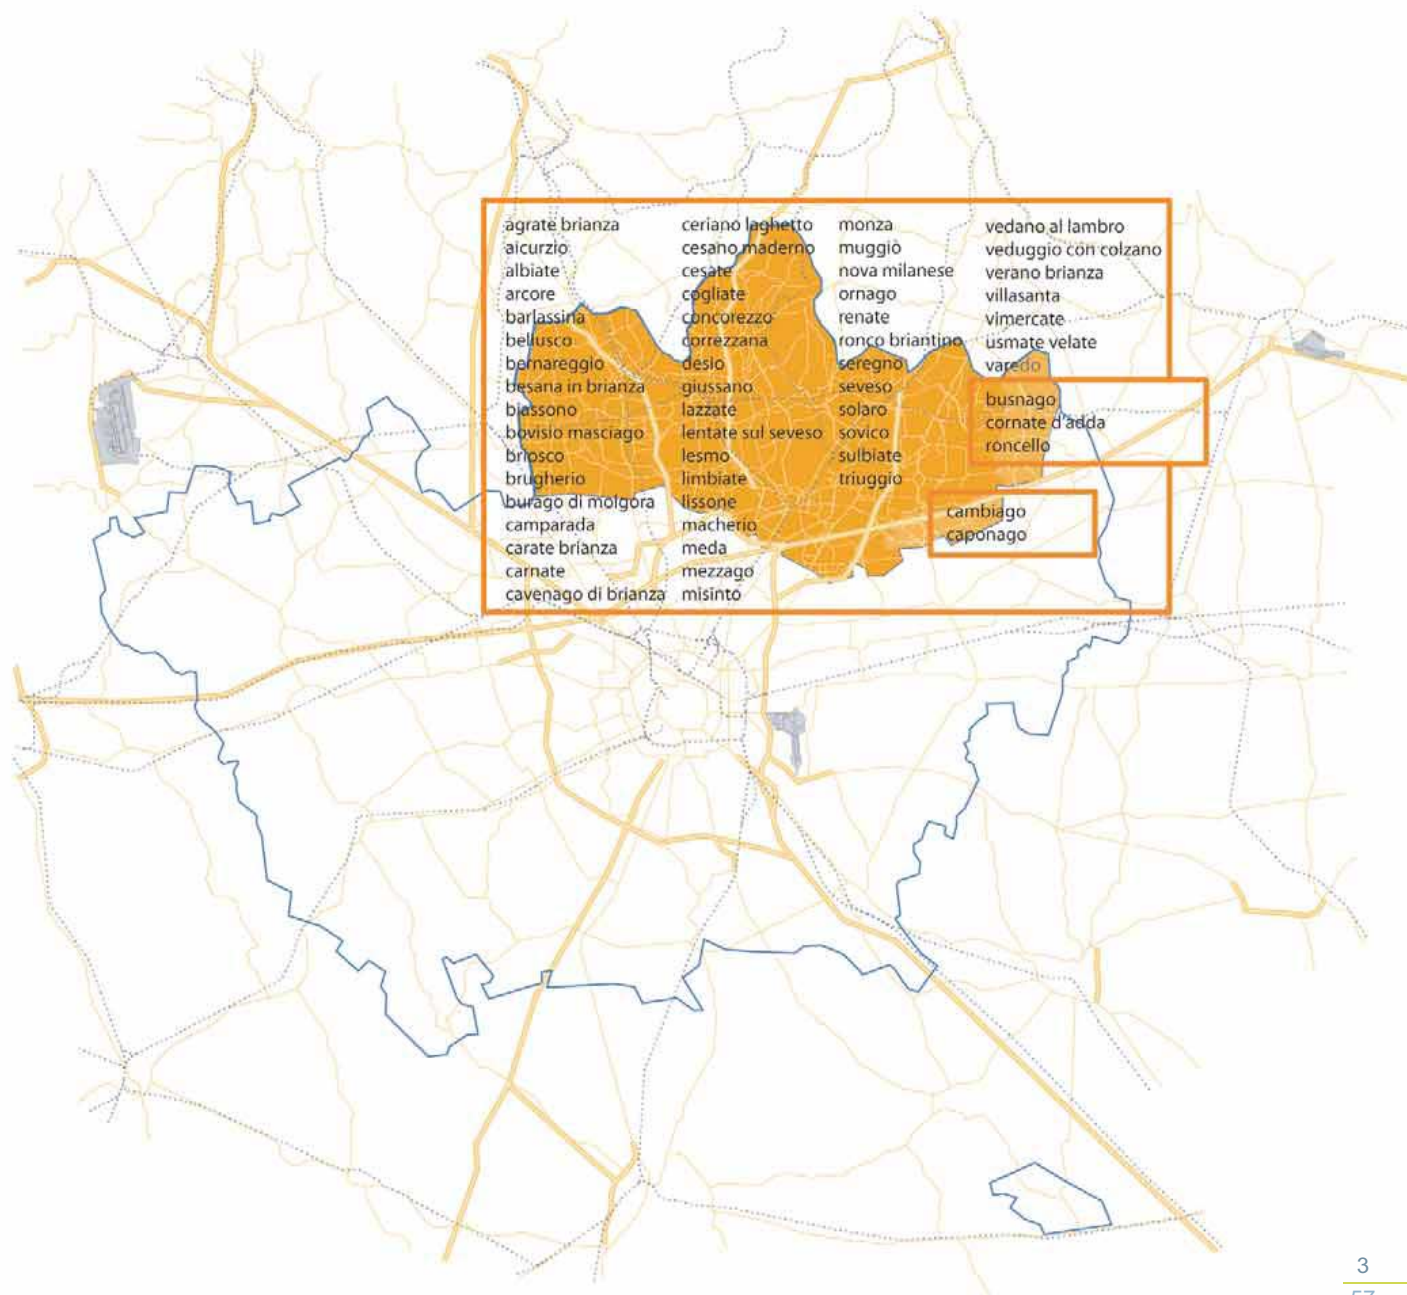 agrate brianza
aicurzio
albiate
arcore
barlassina
bellusco
bernareggio
besana in brianza
biassono
bovisio masciago
briosco
brugherio
burago di molgora
camparada
carate brianza
carnate
cavenago di brianza
ceriano laghetto
cesano maderno
cesate
cogliate
concorezzo
correzzana
desio
giussano
lazzate
lentate sul seveso
lesmo
limbiate
lissone
macherio
meda
mezzago
misinto
monza
muggiò
nova milanese
ornago
renate
ronco briantino
seregno
seveso
solaro
sovico
sulbiate
triuggio
vedano al lambro
veduggio con colzano
verano brianza
villasanta
vimercate
usmate velate
varedo
busnago
cornate d'adda
roncello
cambiago
caponago
3
57